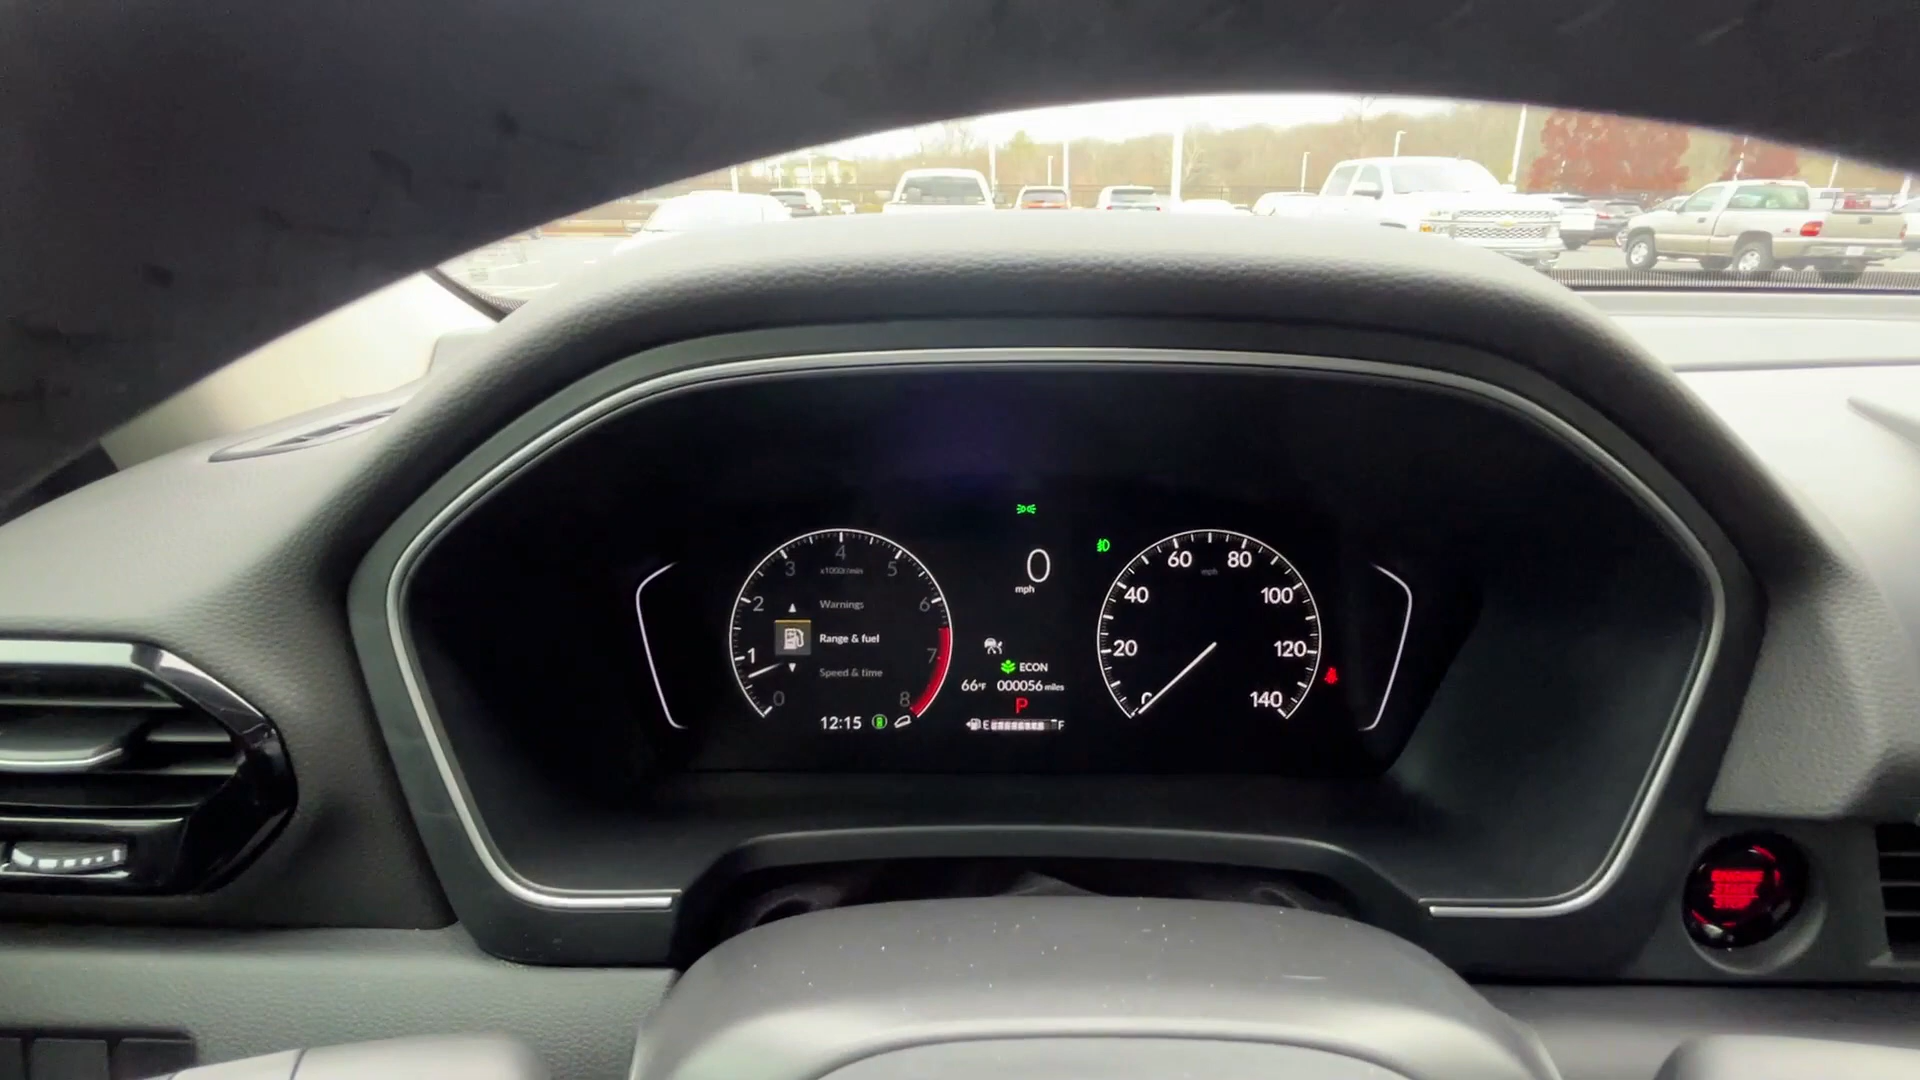 4
3
5
x1000r/min
2
6
Warnings
Range & fuel
1
7
Speed & time
0
8
12:15
0
mph
ECON
66°F
000056 miles
P
E
F
60
80
mph
40
100
20
120
0
140